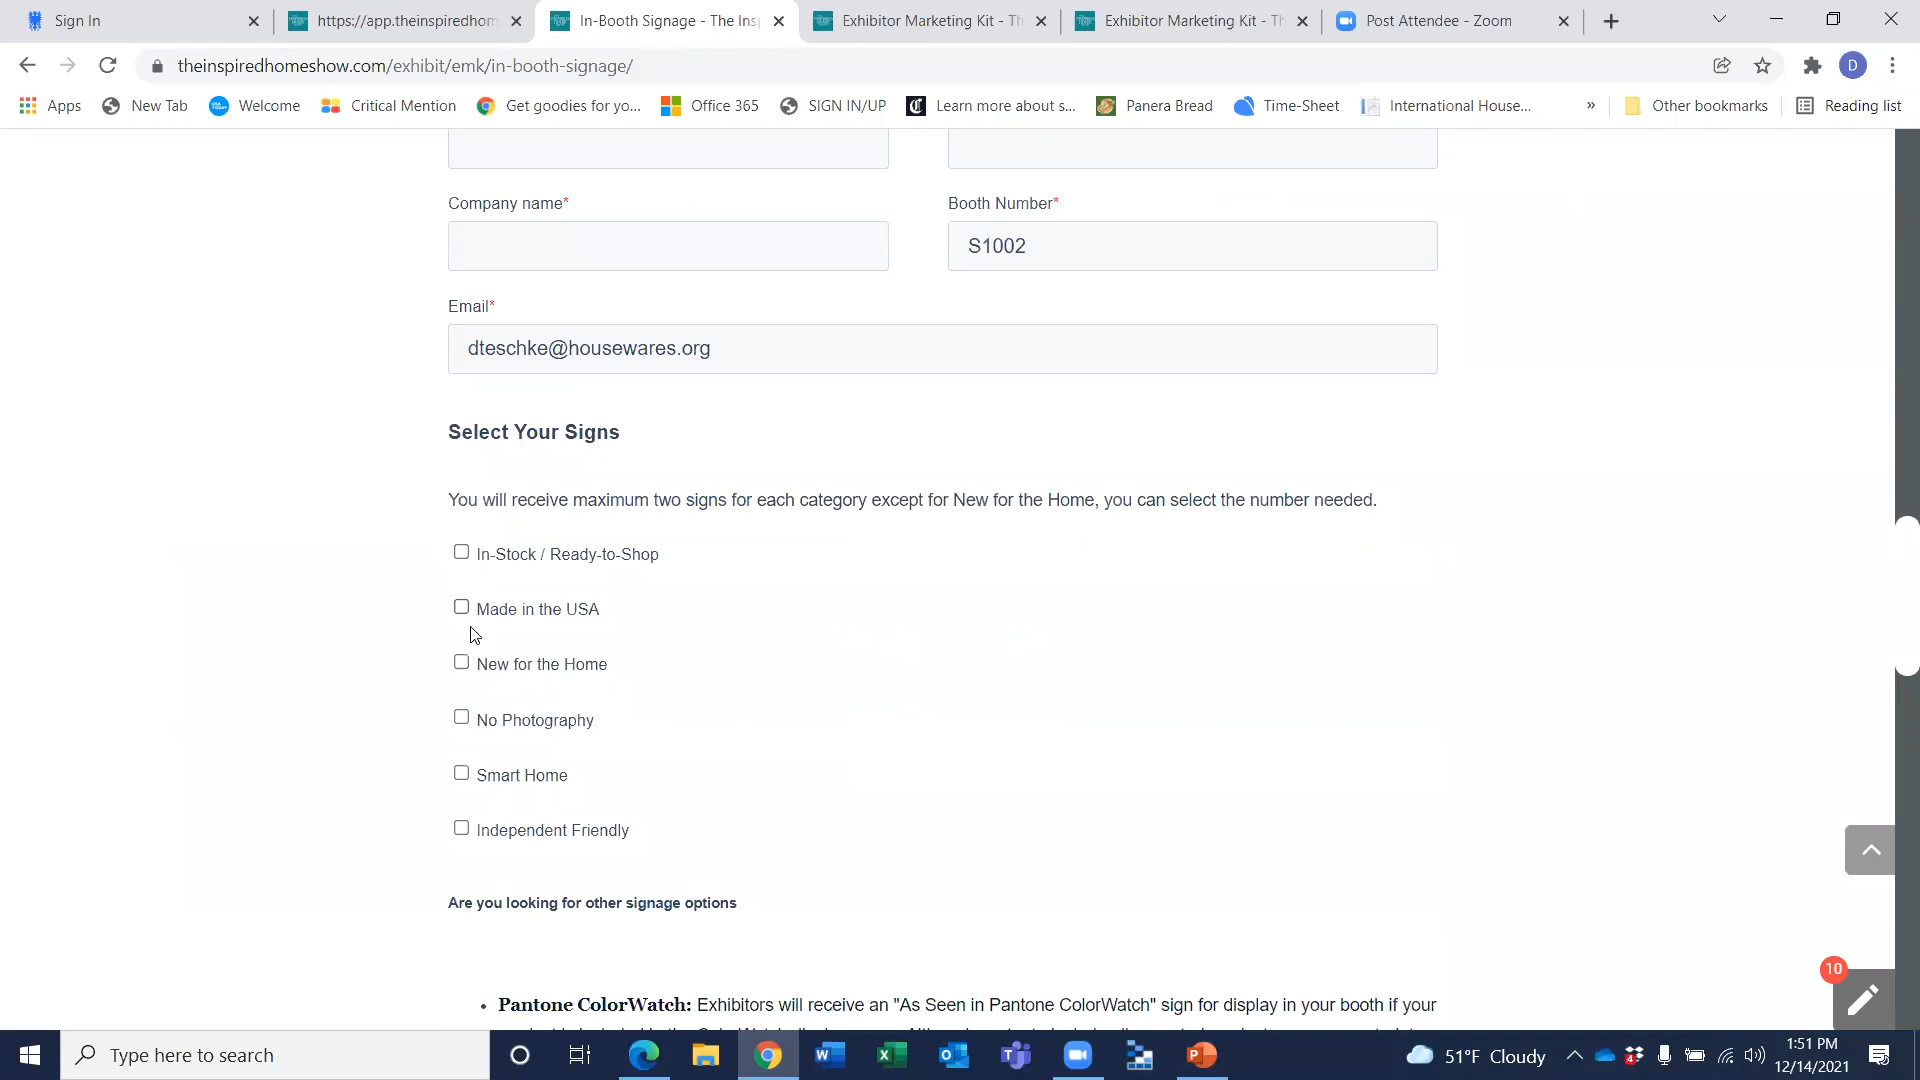 Sign In
https://app.theinspiredhom
In-Booth Signage - The Ins
Exhibitor Marketing Kit - Th
Exhibitor Marketing Kit - Th
Post Attendee - Zoom
theinspiredhomeshow.com/exhibit/emk/in-booth-signage/
D
Apps
New Tab
Welcome
Critical Mention
Get goodies for yo...
Office 365
SIGN IN/UP
Learn more about s...
Panera Bread
Time-Sheet
International House...
»
Other bookmarks
Reading list
Company name*
Booth Number*
S1002
Email*
dteschke@housewares.org
Select Your Signs
You will receive maximum two signs for each category except for New for the Home, you can select the number needed.
In-Stock / Ready-to-Shop
Made in the USA
New for the Home
No Photography
Smart Home
Independent Friendly
Are you looking for other signage options
10
• Pantone ColorWatch: Exhibitors will receive an "As Seen in Pantone ColorWatch" sign for display in your booth if your
Type here to search
51°F Cloudy
4
1:51 PM
12/14/2021